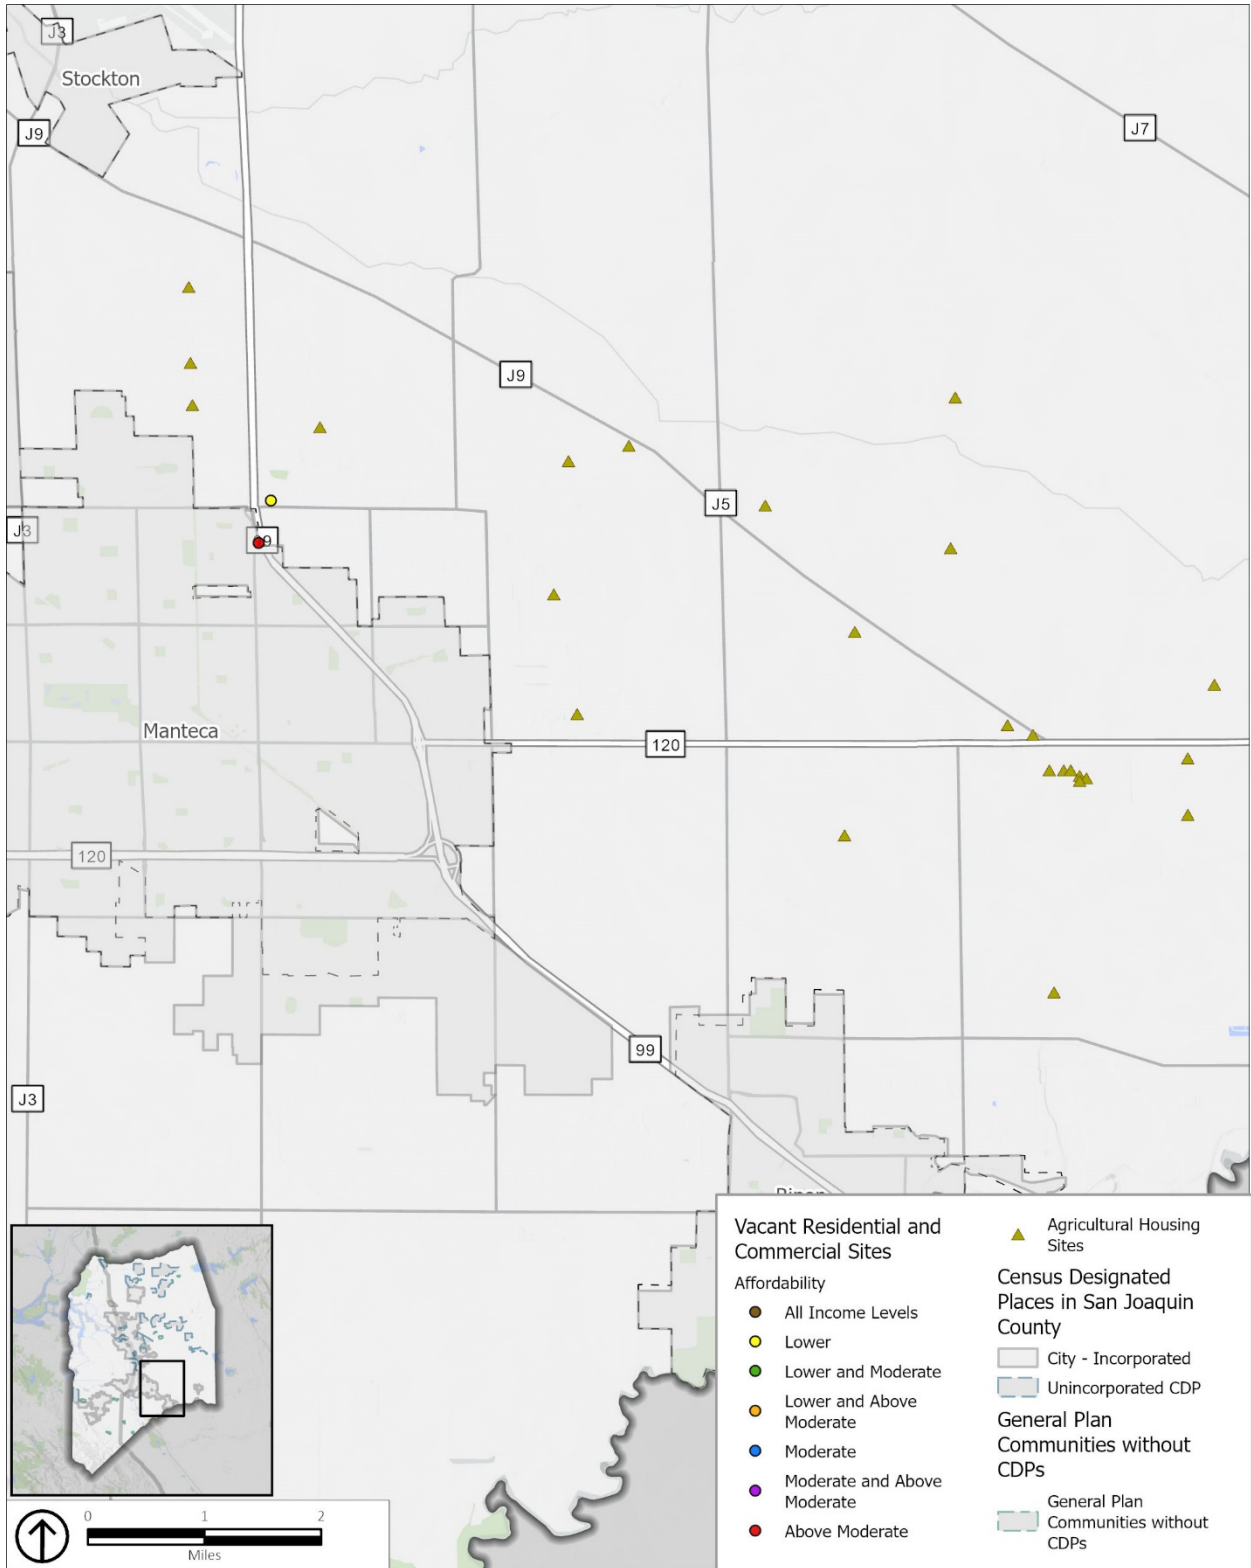 J3
Stockton
J9
J7
J9
J5
J3
Manteca
120
120
99
J3
Vacant Residential and
Commercial Sites
Affordability
All Income Levels
Lower
Lower and Moderate
Lower and Above
Moderate
Moderate
Moderate and Above
Moderate
Above Moderate
Agricultural Housing
Sites
Census Designated
Places in San Joaquin
County
City - Incorporated
Unincorporated CDP
General Plan
Communities without
CDPs
General Plan
Communities without
CDPs
0 1 2
Miles